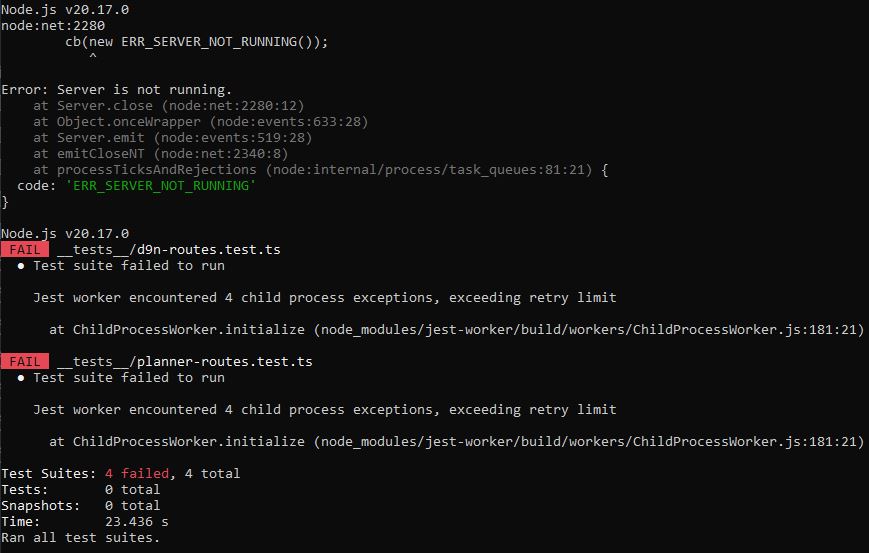 Node.js v20.17.0
node:net:2280
        cb(new ERR_SERVER_NOT_RUNNING());
           ^
Error: Server is not running.
    at Server.close (node:net:2280:12)
    at Object.onceWrapper (node:events:633:28)
    at Server.emit (node:events:519:28)
    at emitCloseNT (node:net:2340:8)
    at processTicksAndRejections (node:internal/process/task_queues:81:21) {
  code: 'ERR_SERVER_NOT_RUNNING'
}
Node.js v20.17.0
FAIL __tests__/d9n-routes.test.ts
  ● Test suite failed to run
    Jest worker encountered 4 child process exceptions, exceeding retry limit
      at ChildProcessWorker.initialize (node_modules/jest-worker/build/workers/ChildProcessWorker.js:181:21)
FAIL __tests__/planner-routes.test.ts
  ● Test suite failed to run
    Jest worker encountered 4 child process exceptions, exceeding retry limit
      at ChildProcessWorker.initialize (node_modules/jest-worker/build/workers/ChildProcessWorker.js:181:21)
Test Suites: 4 failed, 4 total
Tests:       0 total
Snapshots:   0 total
Time:        23.436 s
Ran all test suites.